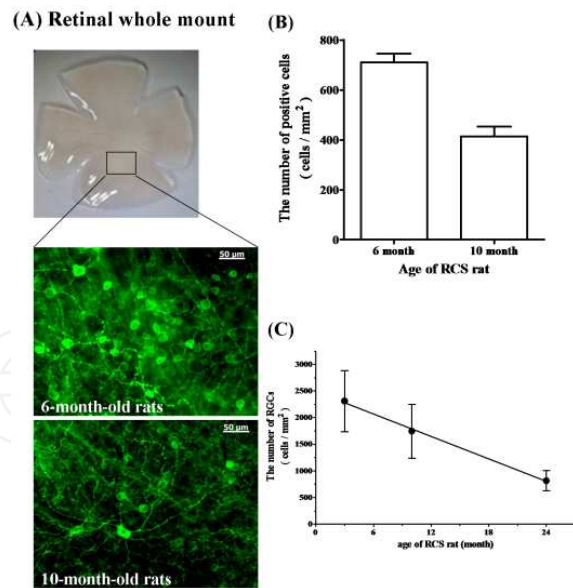 (A) Retinal whole mount
50 µm
6-month-old rats
50 µm
10-month-old rats
(B)
The number of positive cells
( cells / mm² )
800
600
400
200
0
6 month
10 month
Age of RCS rat
(C)
The number of RGCs
( cells / mm² )
3000
2500
2000
1500
1000
500
0
0
6
12
18
24
age of RCS rat (month)